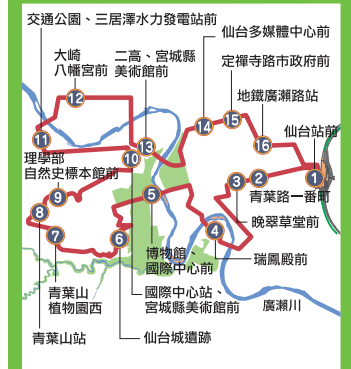 交通公園、三居澤水力發電站前
仙台多媒體中心前
大崎
八幡宮前
二高、宮城縣
美術館前
定禪寺路市政府前
地鐵廣瀨路站
仙台站前
12
15
14
13
16
11
10
理學部
自然史標本館前
9
5
3
2
1
青葉路一番町
8
7
6
4
晚翠草堂前
博物館、
國際中心前
瑞鳳殿前
青葉山
植物園西
國際中心站、
宮城縣美術館前
廣瀨川
青葉山站
仙台城遺跡